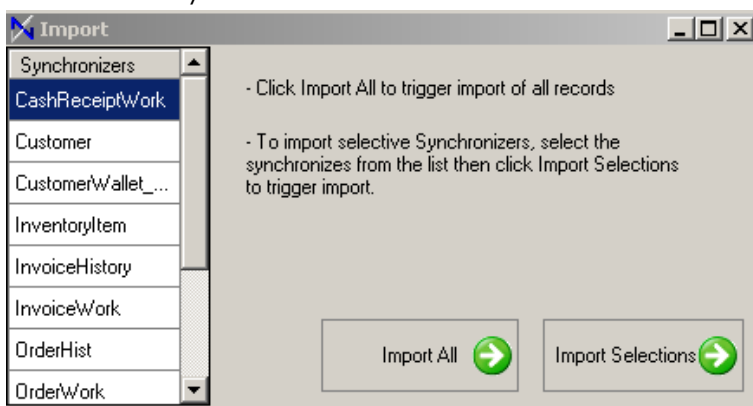 Import
Synchronizers
CashReceiptWork
Customer
CustomerWallet_...
InventoryItem
InvoiceHistory
InvoiceWork
OrderHist
OrderWork
- Click Import All to trigger import of all records
- To import selective Synchronizers, select the
synchronizes from the list then click Import Selections
to trigger import.
Import All
Import Selections